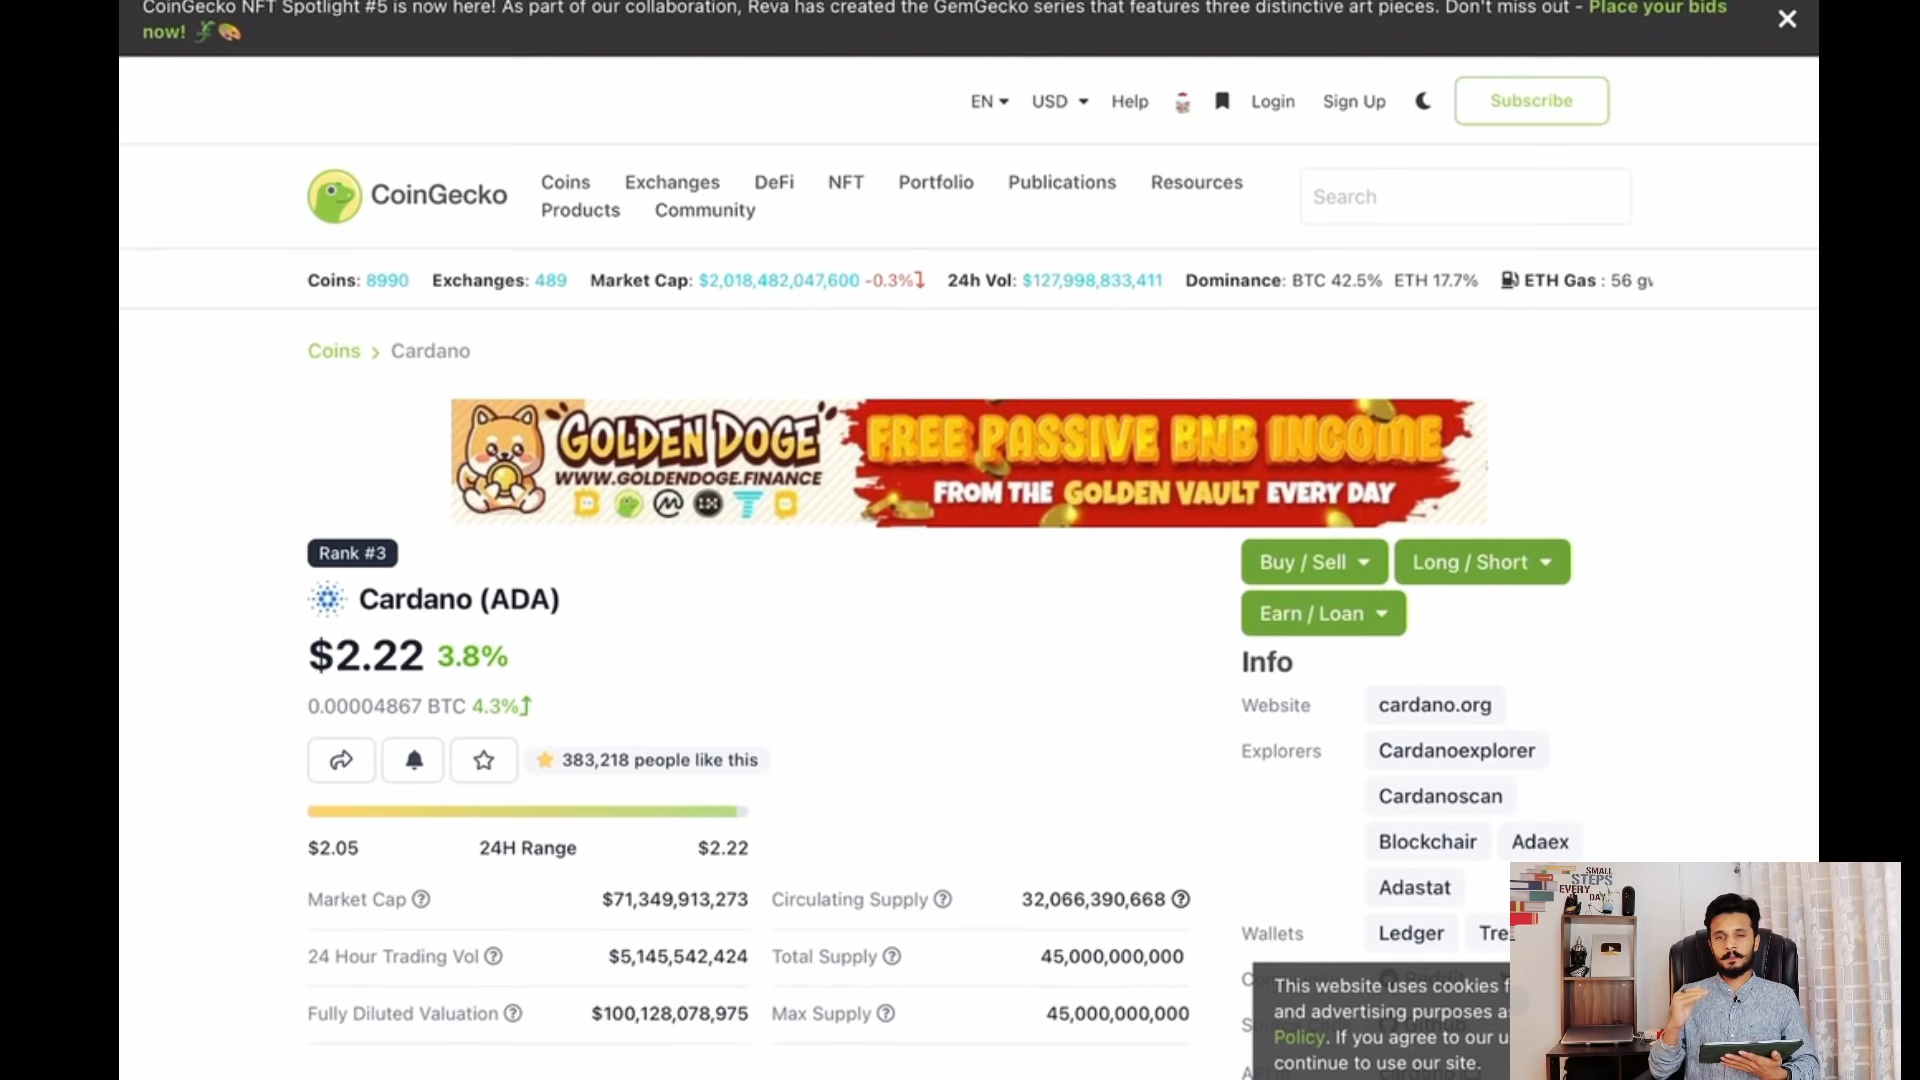 CoinGecko NFT Spotlight #5 is now here! As part of our collaboration, Reva has created the GemGecko series that features three distinctive art pieces. Don't miss out - Place your bids
now!
EN USD Help Login Sign Up Subscribe
CoinGecko
Coins Exchanges DeFi NFT Portfolio Publications Resources
Products Community
Search
Coins: 8990 Exchanges: 489 Market Cap: $2,018,482,047,600 -0.3% 24h Vol: $127,998,833,411 Dominance: BTC 42.5% ETH 17.7% ETH Gas : 56 gw
Coins > Cardano
GOLDEN DOGE
WWW.GOLDENDOGE.FINANCE
FREE PASSIVE BNB INCOME
FROM THE GOLDEN VAULT EVERY DAY
Rank #3
Cardano (ADA)
$2.22 3.8%
0.00004867 BTC 4.3%
383,218 people like this
$2.05 24H Range $2.22
Market Cap $71,349,913,273 Circulating Supply 32,066,390,668
24 Hour Trading Vol $5,145,542,424 Total Supply 45,000,000,000
Fully Diluted Valuation $100,128,078,975 Max Supply 45,000,000,000
Buy / Sell Long / Short
Earn / Loan
Info
Website cardano.org
Explorers Cardanoexplorer
Cardanoscan
Blockchair Adaex
Adastat
Wallets Ledger Tre
This website uses cookies f
and advertising purposes a
Policy. If you agree to our u
continue to use our site.
SMALL
STEPS
EVERY
DAY